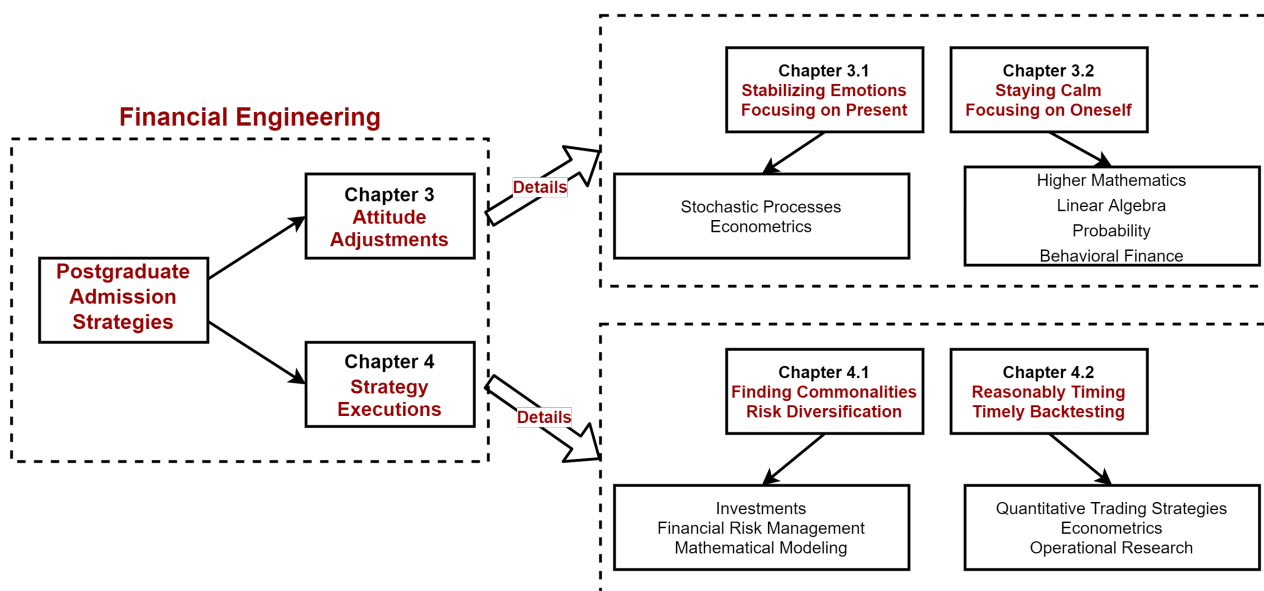 Financial Engineering
Postgraduate
Admission
Strategies
Chapter 3
Attitude
Adjustments
Chapter 4
Strategy
Executions
Details
Details
Chapter 3.1
Stabilizing Emotions
Focusing on Present
Stochastic Processes
Econometrics
Chapter 3.2
Staying Calm
Focusing on Oneself
Higher Mathematics
Linear Algebra
Probability
Behavioral Finance
Chapter 4.1
Finding Commonalities
Risk Diversification
Investments
Financial Risk Management
Mathematical Modeling
Chapter 4.2
Reasonably Timing
Timely Backtesting
Quantitative Trading Strategies
Econometrics
Operational Research